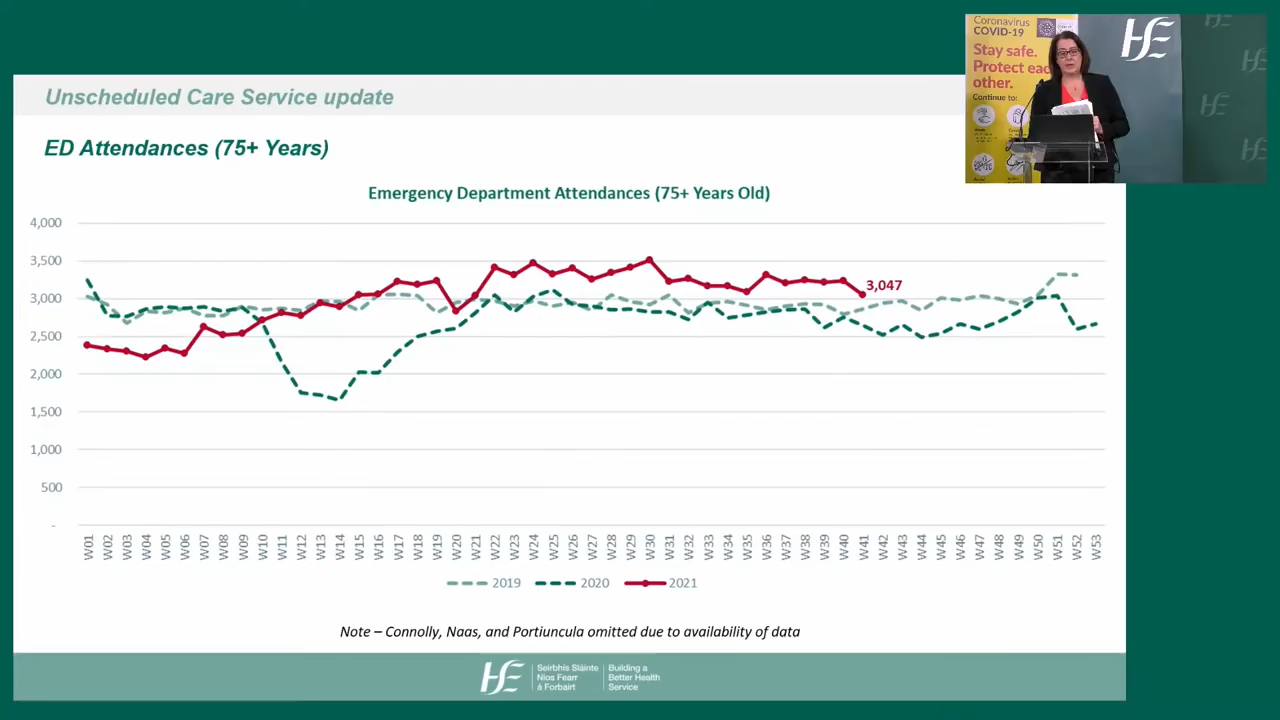 Unscheduled Care Service update
Coronavirus
COVID-19
Stay safe.
Protect each
other.
Continue to:
HE
ED Attendances (75+ Years)
Emergency Department Attendances (75+ Years Old)
4,000
3,500
3,000
2,500
2,000
1,500
1,000
500
-
3,047
W01 W02 W03 W04 W05 W06 W07 W08 W09 W10 W11 W12 W13 W14 W15 W16 W17 W18 W19 W20 W21 W22 W23 W24 W25 W26 W27 W28 W29 W30 W31 W32 W33 W34 W35 W36 W37 W38 W39 W40 W41 W42 W43 W44 W45 W46 W47 W48 W49 W50 W51 W52 W53
2019 2020 2021
Note – Connolly, Naas, and Portiuncula omitted due to availability of data
HE
Seirbhís Sláinte
Níos Fearr
á Forbairt
Building a
Better Health
Service